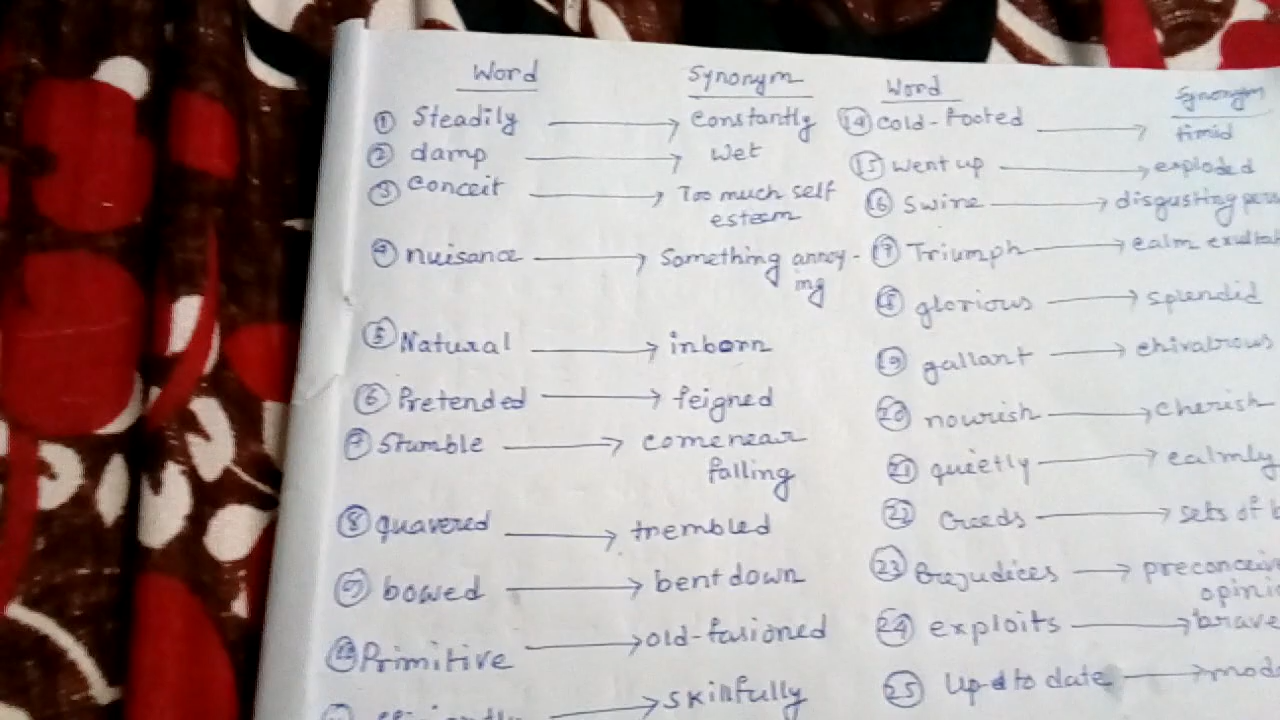 Word Synonym
① Steadily → constantly
② damp → wet
③ conceit → Too much self
esteem
④ nuisance → Something annoy-
ing
⑤ Natural → inborn
⑥ Pretended → feigned
⑦ Stumble → come near
falling
⑧ quavered → trembled
⑨ bowed → bent down
⑩ Primitive → old-fasioned
→ skillfully
Word Synonym
⑭ cold-footed → timid
⑮ went up → exploded
⑯ Swine → disgusting
⑰ Triumph → calm
⑱ glorious → splendid
⑲ gallant → chivalrous
⑳ nourish → cherish
㉑ quietly → calmly
㉒ Creeds → sets of
㉓ Prejudices →
㉔ exploits → brave
㉕ Up to date →